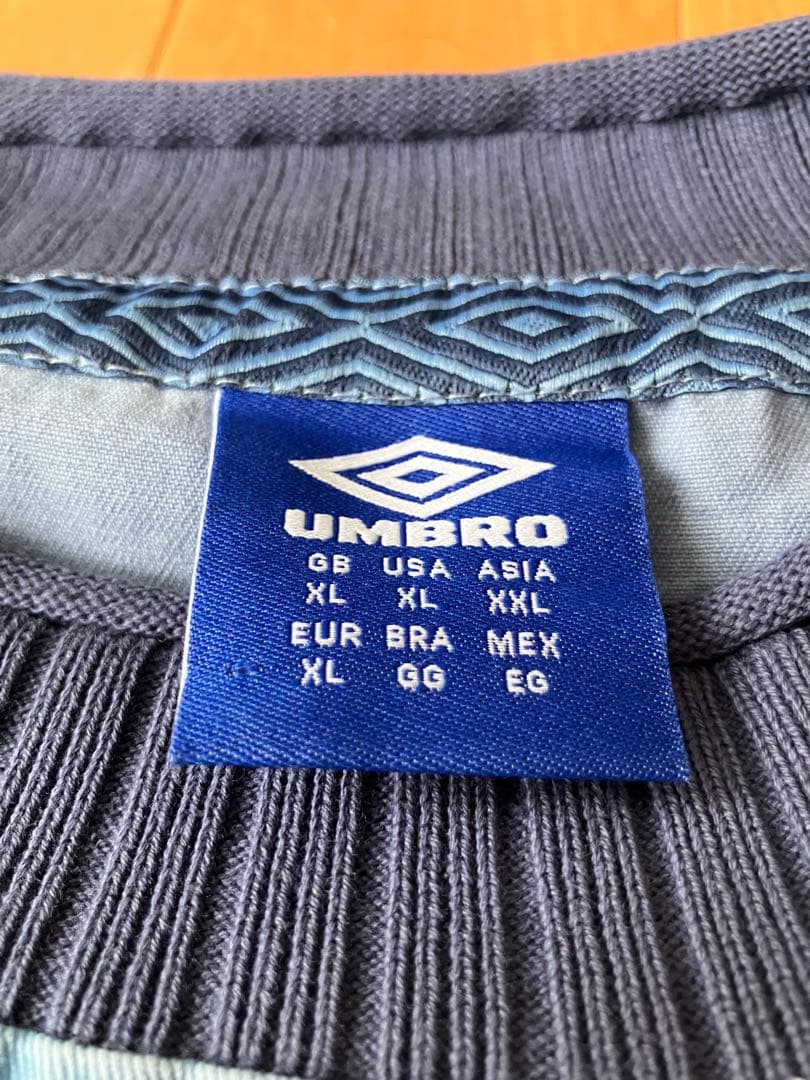 UMBRO
GB USA ASIA
XL XL XXL
EUR BRA MEX
XL GG EG